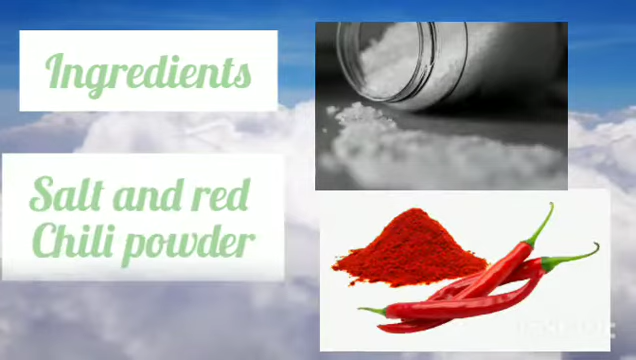 Ingredients
Salt and red
Chili powder